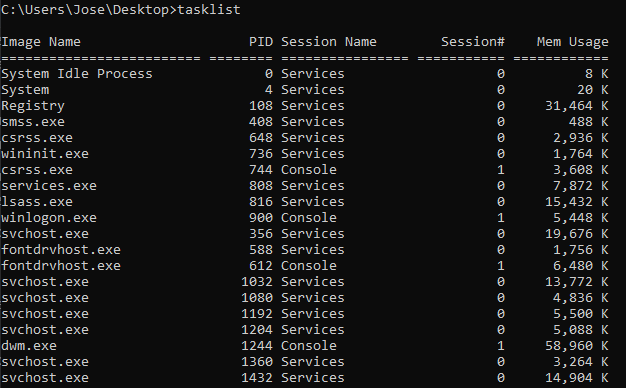 C:\Users\Jose\Desktop>tasklist
Image Name                     PID Session Name        Session#    Mem Usage
========================= ======== ================ =========== ============
System Idle Process              0 Services                   0          8 K
System                           4 Services                   0         20 K
Registry                       108 Services                   0     31,464 K
smss.exe                       408 Services                   0        488 K
csrss.exe                      648 Services                   0      2,936 K
wininit.exe                    736 Services                   0      1,764 K
csrss.exe                      744 Console                    1      3,608 K
services.exe                   808 Services                   0      7,872 K
lsass.exe                      816 Services                   0     15,432 K
winlogon.exe                   900 Console                    1      5,448 K
svchost.exe                    356 Services                   0     19,676 K
fontdrvhost.exe                588 Services                   0      1,756 K
fontdrvhost.exe                612 Console                    1      6,480 K
svchost.exe                   1032 Services                   0     13,772 K
svchost.exe                   1080 Services                   0      4,836 K
svchost.exe                   1192 Services                   0      5,500 K
svchost.exe                   1204 Services                   0      5,088 K
dwm.exe                       1244 Console                    1     58,960 K
svchost.exe                   1360 Services                   0      3,264 K
svchost.exe                   1432 Services                   0     14,904 K